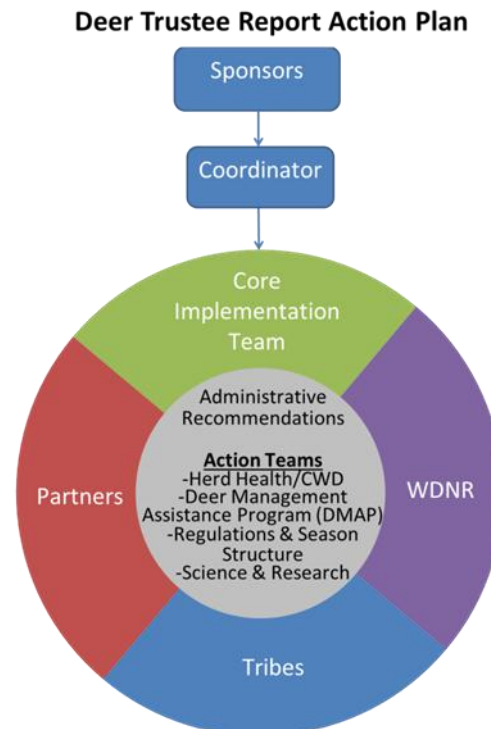 Deer Trustee Report Action Plan
Sponsors
Coordinator
Core
Implementation
Team
Administrative
Recommendations
Action Teams
-Herd Health/CWD
-Deer Management
Assistance Program (DMAP)
-Regulations & Season
Structure
-Science & Research
Partners
WDNR
Tribes